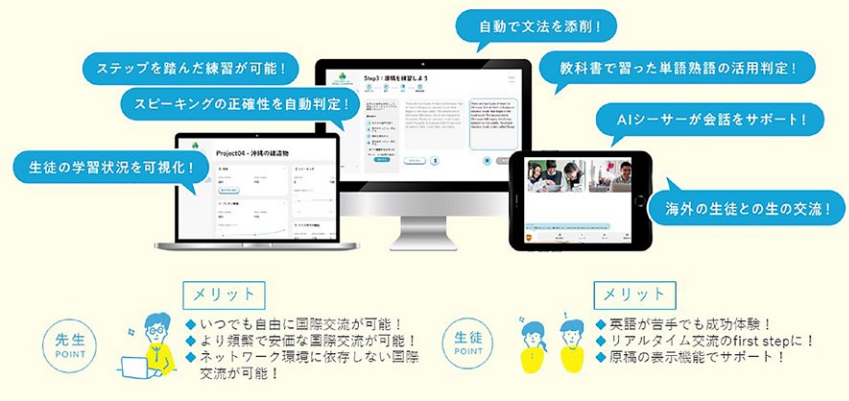 自動で文法を添削！
ステップを踏んだ練習が可能！
教科書で習った単語熟語の活用判定！
スピーキングの正確性を自動判定！
AIシーサーが会話をサポート！
生徒の学習状況を可視化！
海外の生徒との生の交流！
Step3：原稿を練習しよう
Project04 - 沖縄の建造物
メリット
先生
POINT
◆いつでも自由に国際交流が可能！
◆より頻繁で安価な国際交流が可能！
◆ネットワーク環境に依存しない国際
交流が可能！
メリット
生徒
POINT
◆英語が苦手でも成功体験！
◆リアルタイム交流のfirst stepに！
◆原稿の表示機能でサポート！